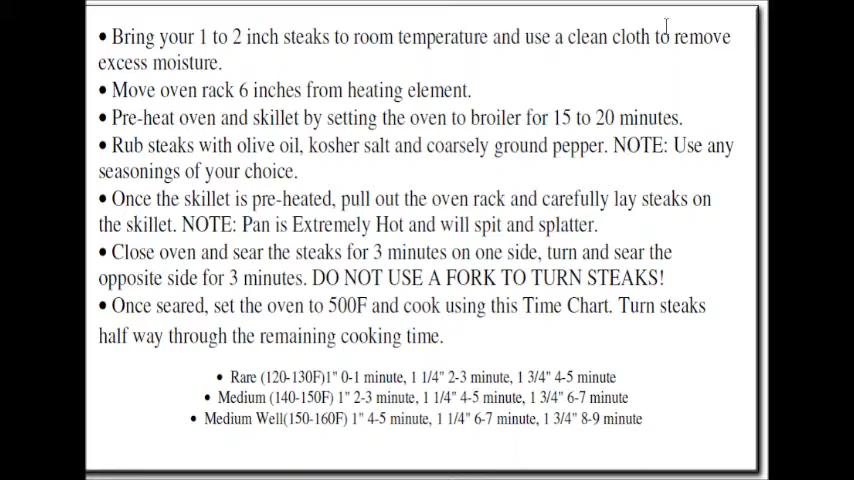 • Bring your 1 to 2 inch steaks to room temperature and use a clean cloth to remove
excess moisture.
• Move oven rack 6 inches from heating element.
• Pre-heat oven and skillet by setting the oven to broiler for 15 to 20 minutes.
• Rub steaks with olive oil, kosher salt and coarsely ground pepper. NOTE: Use any
seasonings of your choice.
• Once the skillet is pre-heated, pull out the oven rack and carefully lay steaks on
the skillet. NOTE: Pan is Extremely Hot and will spit and splatter.
• Close oven and sear the steaks for 3 minutes on one side, turn and sear the
opposite side for 3 minutes. DO NOT USE A FORK TO TURN STEAKS!
• Once seared, set the oven to 500F and cook using this Time Chart. Turn steaks
half way through the remaining cooking time.
• Rare (120-130F)1" 0-1 minute, 1 1/4" 2-3 minute, 1 3/4" 4-5 minute
• Medium (140-150F) 1" 2-3 minute, 1 1/4" 4-5 minute, 1 3/4" 6-7 minute
• Medium Well(150-160F) 1" 4-5 minute, 1 1/4" 6-7 minute, 1 3/4" 8-9 minute